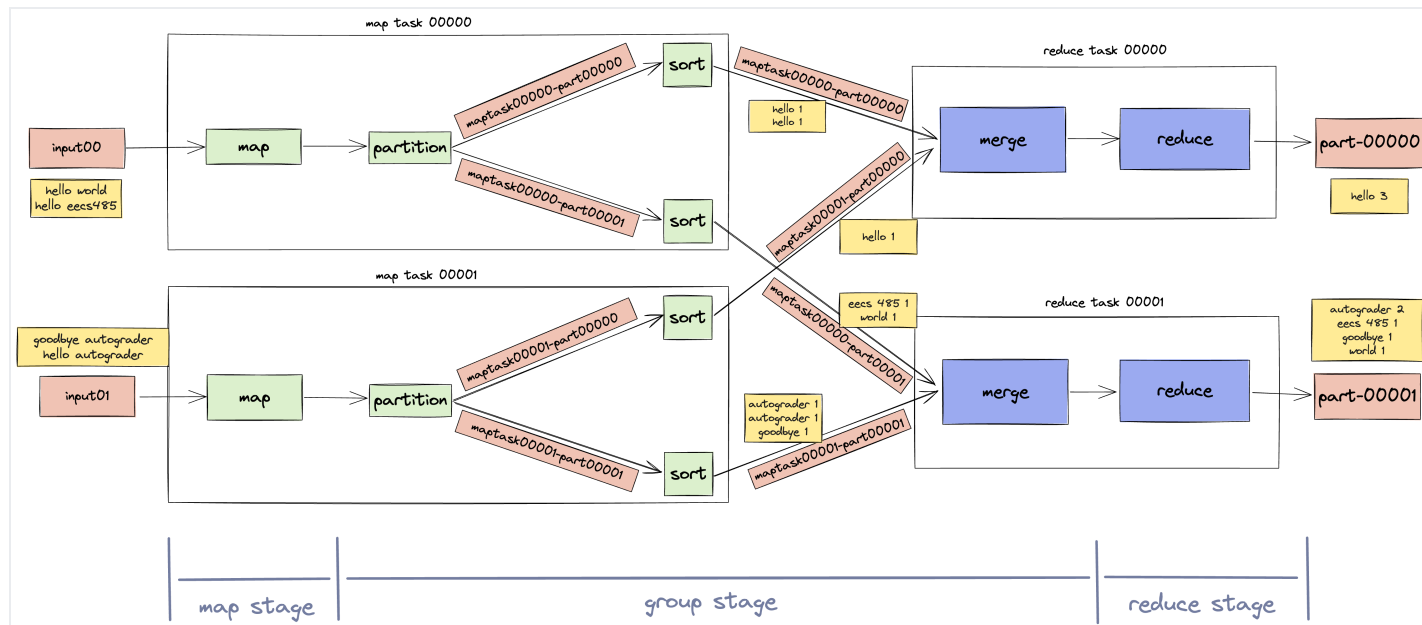 map task 00000
input00
hello world
hello eecs485
map
partition
maptask00000-part00000
maptask00000-part00001
sort
sort
maptask00000-part00000
hello 1
hello 1
maptask00001-part00000
hello 1
reduce task 00000
merge
reduce
part-00000
hello 3
map task 00001
goodbye autograder
hello autograder
input01
map
partition
maptask00001-part00000
maptask00001-part00001
sort
sort
maptask00000-part00001
eecs 485 1
world 1
autograder 1
autograder 1
goodbye 1
maptask00001-part00001
reduce task 00001
merge
reduce
autograder 2
eecs 485 1
goodbye 1
world 1
part-00001
map stage
group stage
reduce stage